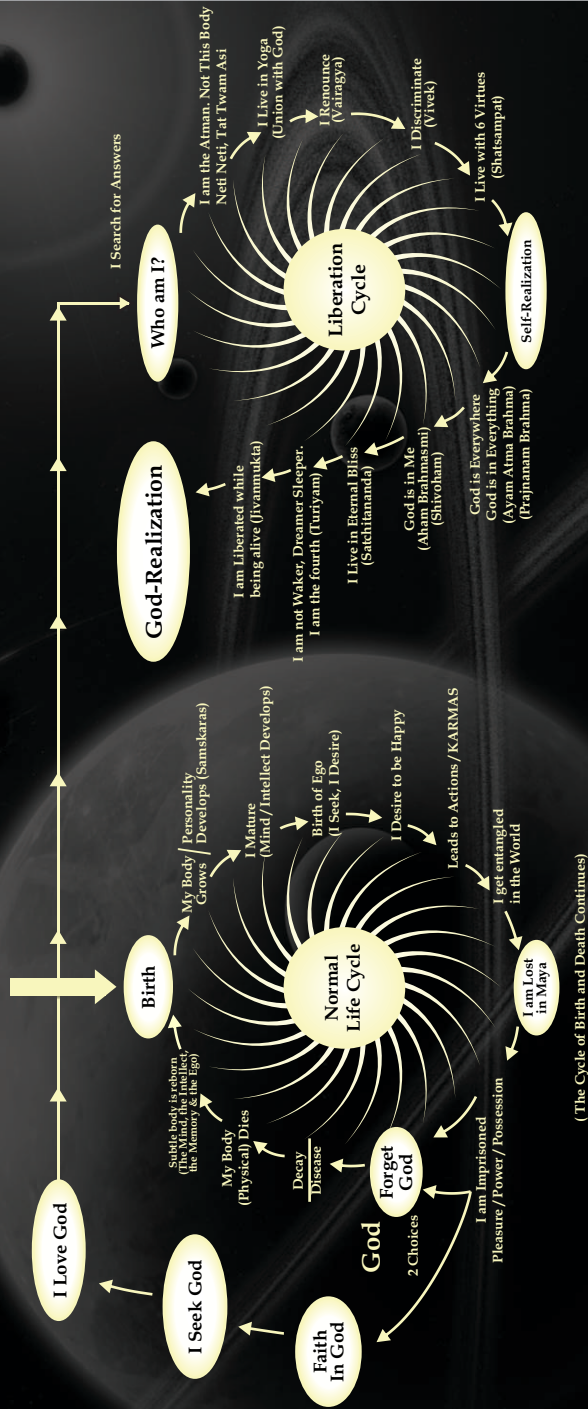 I Love God
I Seek God
Faith
In God
God
2 Choices
Forget
God
Birth
My Body / Personality
Grows / Develops (Samskaras)
I Mature
(Mind / Intellect Develops)
Birth of Ego
(I Seek, I Desire)
I Desire to be Happy
Leads to Actions / KARMAS
I get entangled
in the World
I am Lost
in Maya
I am Imprisoned
Pleasure / Power / Possession
Decay
Disease
My Body
(Physical) Dies
Subtle body is reborn
(The Mind, the Intellect,
the Memory & the Ego)
Normal
Life Cycle
(The Cycle of Birth and Death Continues)
I Search for Answers
Who am I?
I am the Atman. Not This Body
Neti Neti, Tat Twam Asi
I Live in Yoga
(Union with God)
I Renounce
(Vairagya)
I Discriminate
(Vivek)
I Live with 6 Virtues
(Shatsampat)
Self-Realization
God is Everywhere
God is in Everything
(Ayam Atma Brahma)
(Prajnanam Brahma)
God is in Me
(Aham Brahmasmi)
(Shivoham)
I Live in Eternal Bliss
(Satchitananda)
I am not Waker, Dreamer Sleeper.
I am the fourth (Turiyam)
I am Liberated while
being alive (Jivanmukta)
God-Realization
Liberation
Cycle